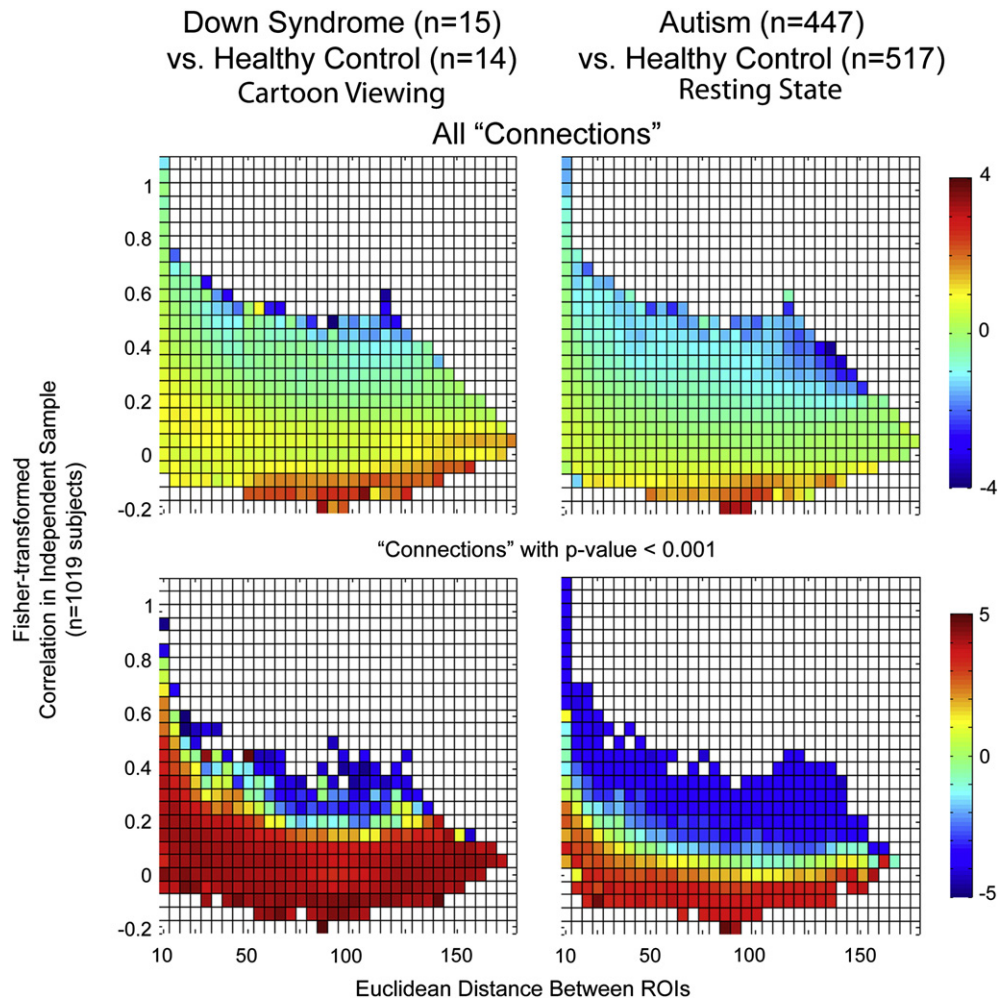 Down Syndrome (n=15)
vs. Healthy Control (n=14)
Cartoon Viewing
Autism (n=447)
vs. Healthy Control (n=517)
Resting State
All “Connections”
1
0.8
0.6
0.4
0.2
0
-0.2
4
2
0
-2
-4
Fisher-transformed
Correlation in Independent Sample
(n=1019 subjects)
“Connections” with p-value < 0.001
1
0.8
0.6
0.4
0.2
0
-0.2
5
0
-5
10 50 100 150
10 50 100 150
Euclidean Distance Between ROIs